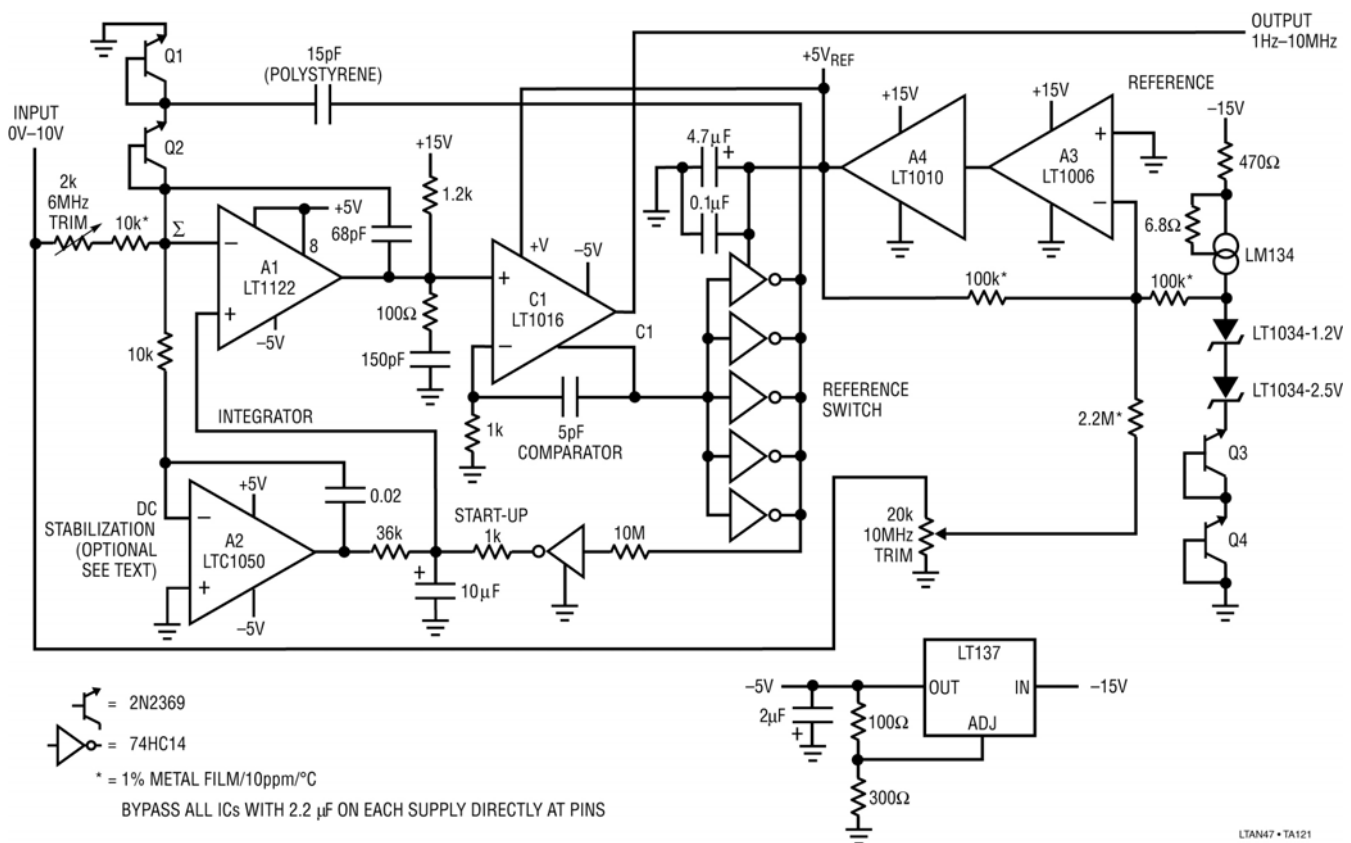 OUTPUT
1Hz–10MHz
Q1
15pF
(POLYSTYRENE)
+5VREF
REFERENCE
INPUT
0V–10V
Q2
+15V
+15V
+15V
–15V
4.7µF
+
A4
LT1010
A3
LT1006
+
–
470Ω
2k
6MHz
TRIM
10k*
Σ
+5V
8
68pF
1.2k
0.1µF
6.8Ω
LM134
–
A1
LT1122
+
–5V
+V
–5V
+
C1
LT1016
–
C1
100k*
100k*
100Ω
LT1034-1.2V
10k
150pF
REFERENCE
SWITCH
LT1034-2.5V
INTEGRATOR
1k
5pF
COMPARATOR
2.2M*
Q3
DC
STABILIZATION
(OPTIONAL
SEE TEXT)
+5V
–
A2
LTC1050
+
–5V
0.02
36k
START-UP
1k
10M
20k
10MHz
TRIM
Q4
+
10µF
LT137
–5V
OUT
IN
–15V
ADJ
2µF
+
100Ω
300Ω
= 2N2369
= 74HC14
* = 1% METAL FILM/10ppm/°C
BYPASS ALL ICs WITH 2.2 µF ON EACH SUPPLY DIRECTLY AT PINS
LTAN47 • TA121